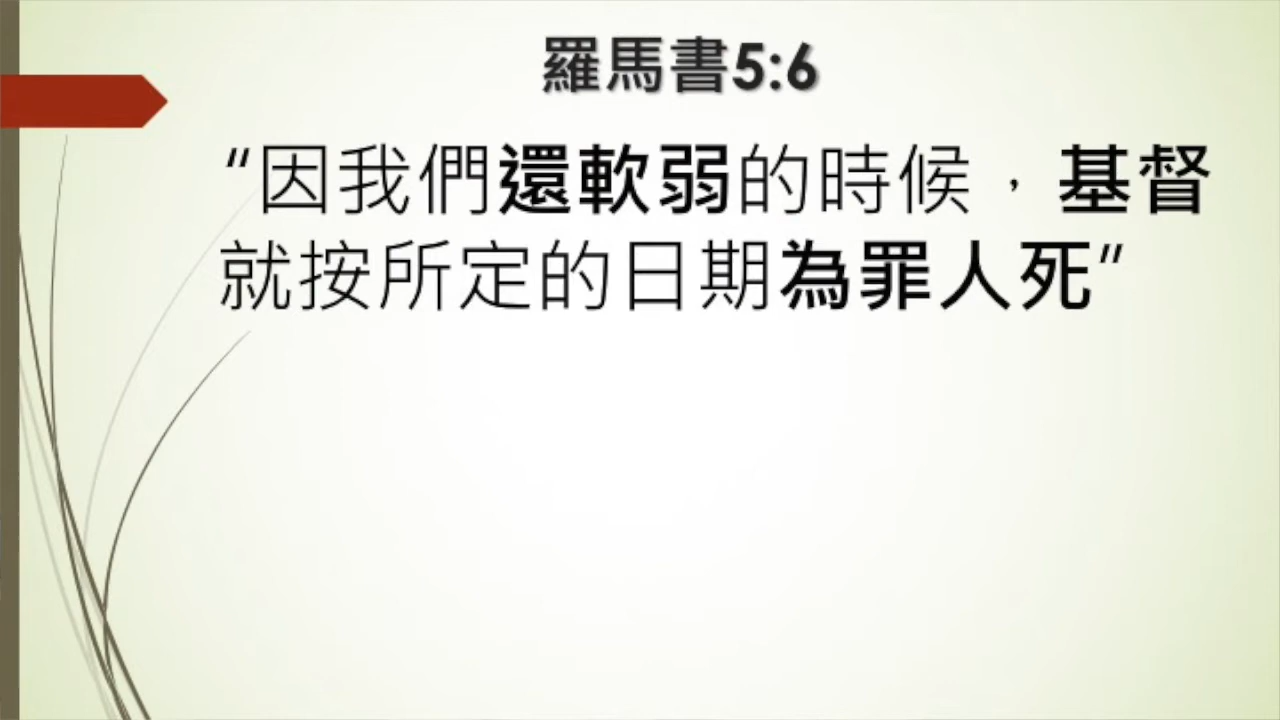 羅馬書5:6
“因我們還軟弱的時候，基督
就按所定的日期為罪人死”